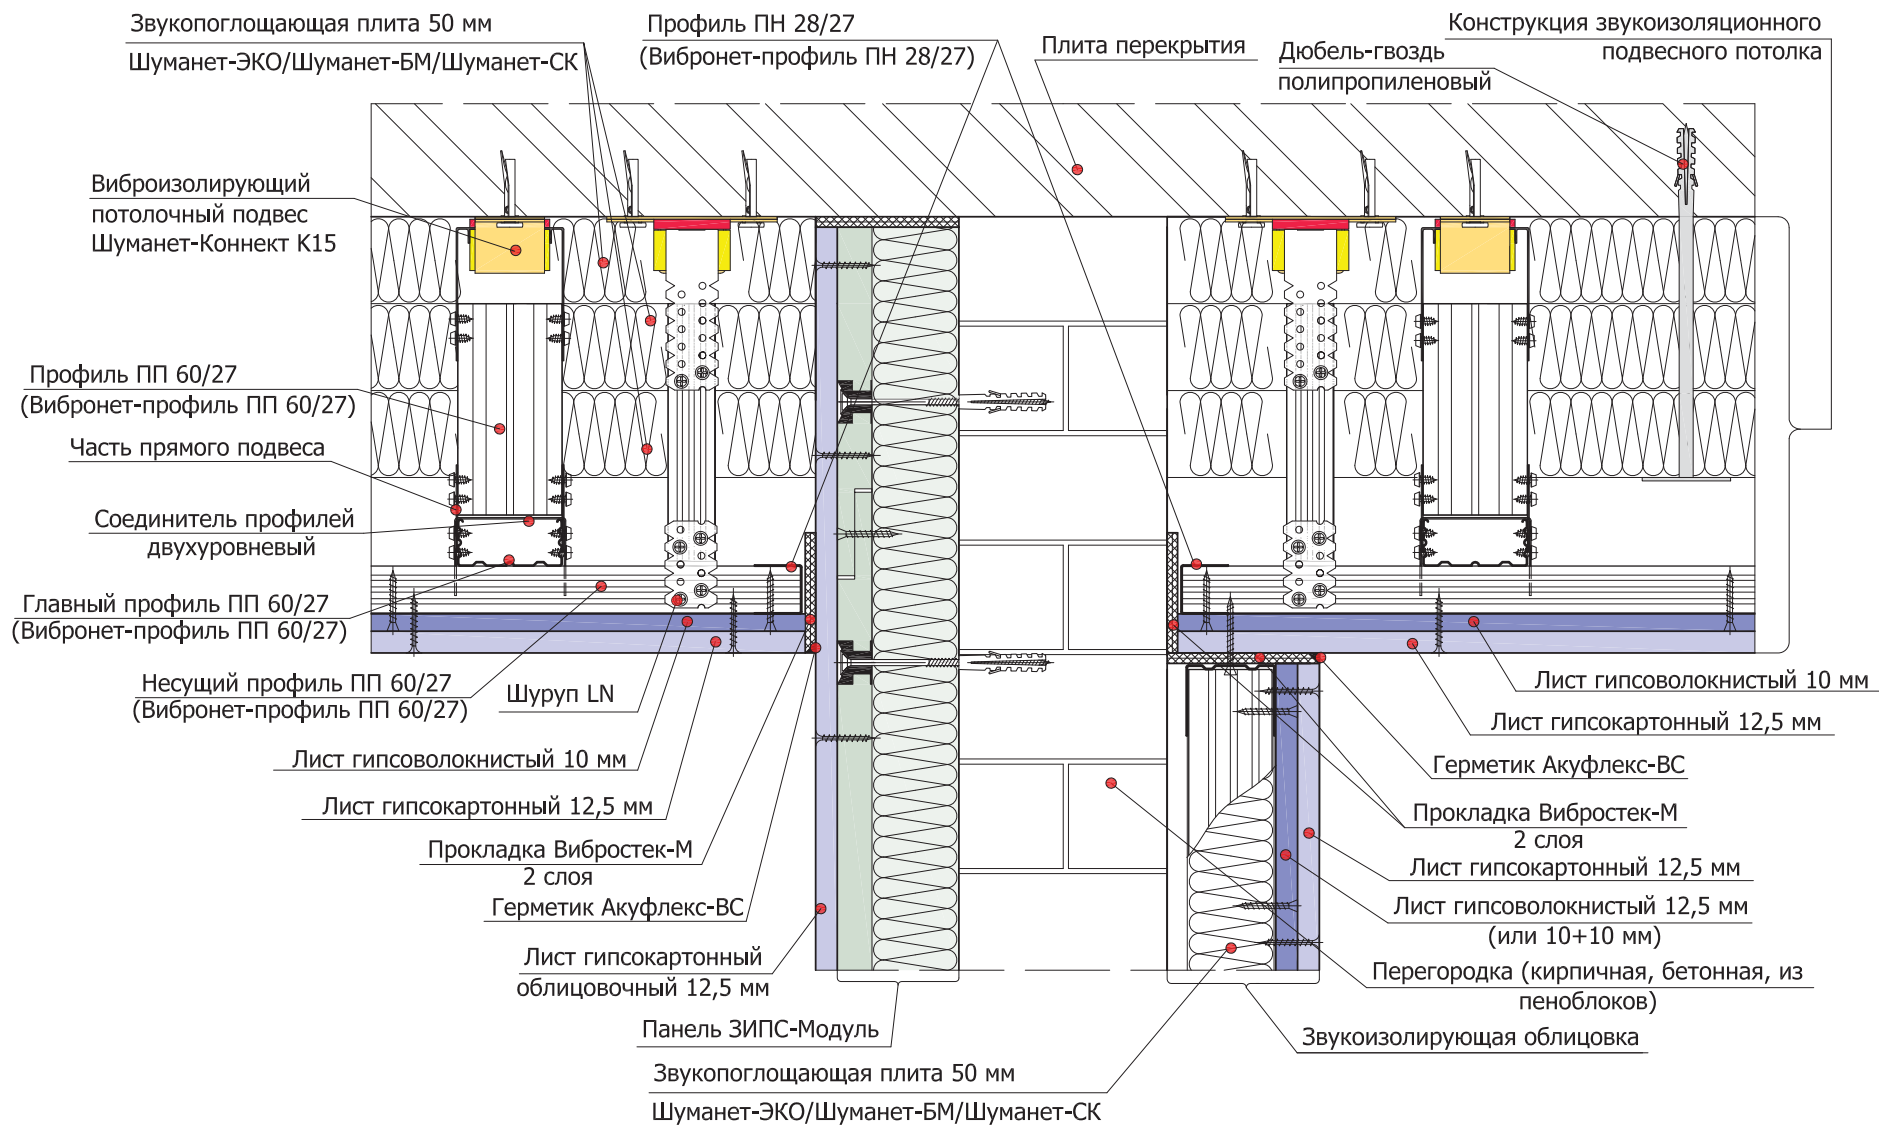 Звукопоглощающая плита 50 мм
Шуманет-ЭКО/Шуманет-БМ/Шуманет-СК
Профиль ПН 28/27
(Вибронет-профиль ПН 28/27)
Плита перекрытия
Дюбель-гвоздь
полипропиленовый
Конструкция звукоизоляционного
подвесного потолка
Виброизолирующий
потолочный подвес
Шуманет-Коннект К15
Профиль ПП 60/27
(Вибронет-профиль ПП 60/27)
Часть прямого подвеса
Соединитель профилей
двухуровневый
Главный профиль ПП 60/27
(Вибронет-профиль ПП 60/27)
Несущий профиль ПП 60/27
(Вибронет-профиль ПП 60/27)
Шуруп LN
Лист гипсоволокнистый 10 мм
Лист гипсокартонный 12,5 мм
Прокладка Вибростек-М
2 слоя
Герметик Акуфлекс-ВС
Лист гипсокартонный
облицовочный 12,5 мм
Панель ЗИПС-Модуль
Звукопоглощающая плита 50 мм
Шуманет-ЭКО/Шуманет-БМ/Шуманет-СК
Лист гипсоволокнистый 10 мм
Лист гипсокартонный 12,5 мм
Герметик Акуфлекс-ВС
Прокладка Вибростек-М
2 слоя
Лист гипсокартонный 12,5 мм
Лист гипсоволокнистый 12,5 мм
(или 10+10 мм)
Перегородка (кирпичная, бетонная, из
пеноблоков)
Звукоизолирующая облицовка